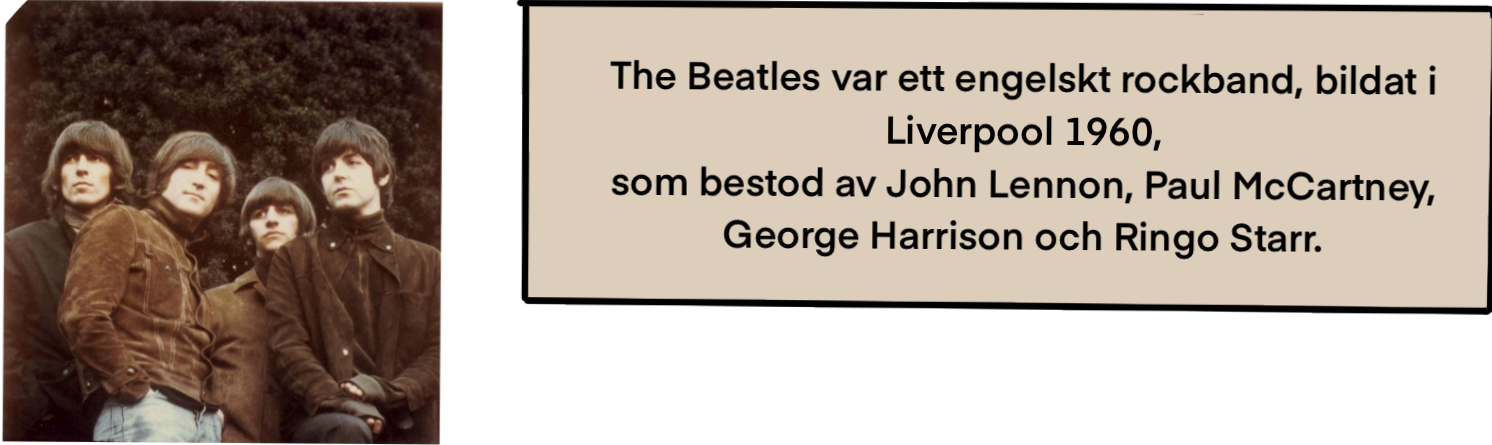 The Beatles var ett engelskt rockband, bildat i
Liverpool 1960,
som bestod av John Lennon, Paul McCartney,
George Harrison och Ringo Starr.